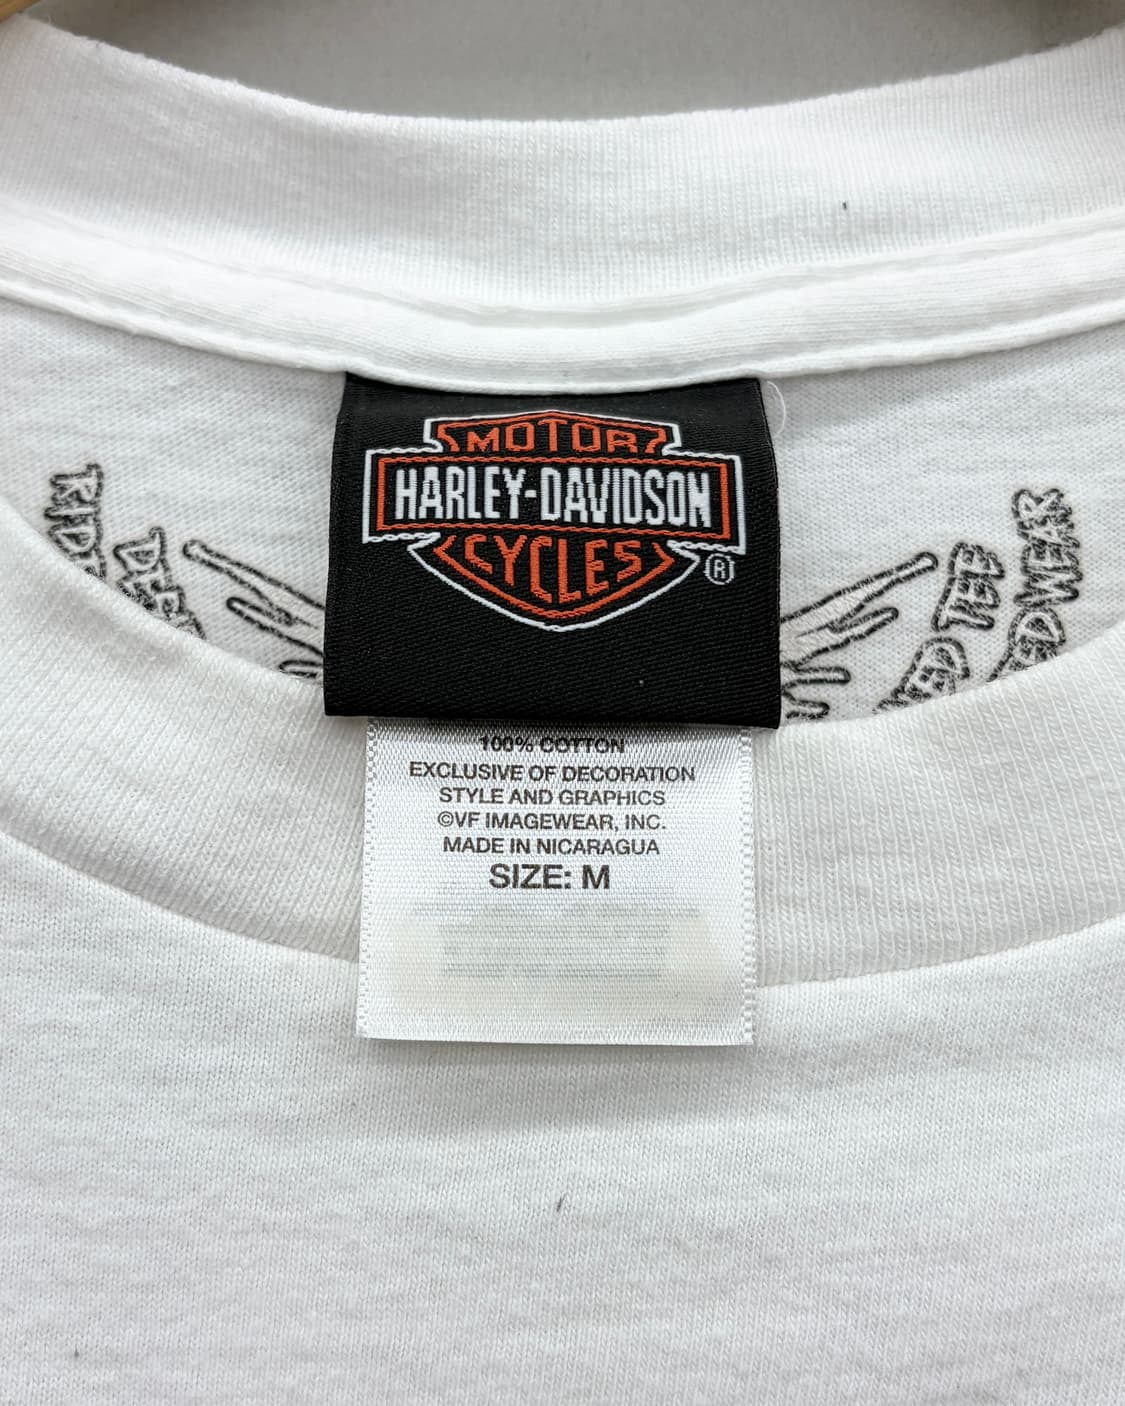 MOTOR
HARLEY-DAVIDSON
CYCLES
®
100% COTTON
EXCLUSIVE OF DECORATION
STYLE AND GRAPHICS
©VF IMAGEWEAR, INC.
MADE IN NICARAGUA
SIZE: M
TEE